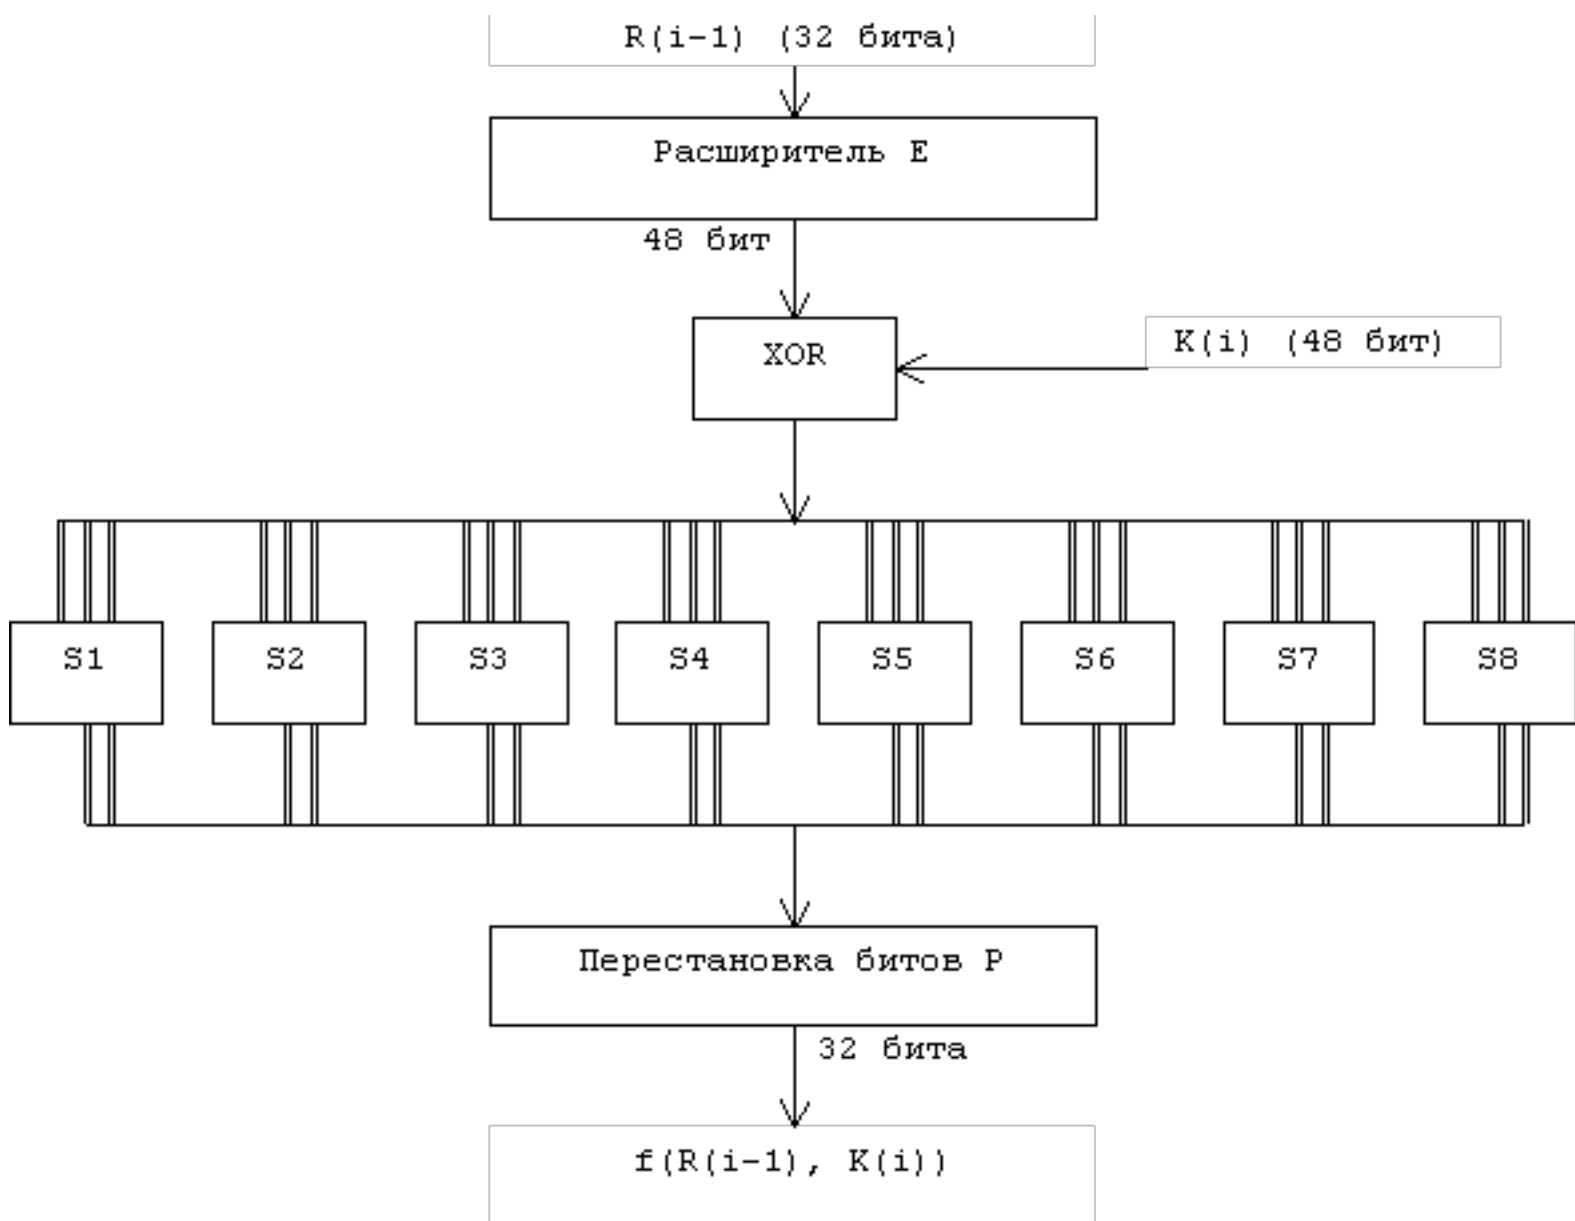 R(i-1) (32 бита)
Расширитель E
48 бит
XOR
K(i) (48 бит)
S1 S2 S3 S4 S5 S6 S7 S8
Перестановка битов P
32 бита
f(R(i-1), K(i))